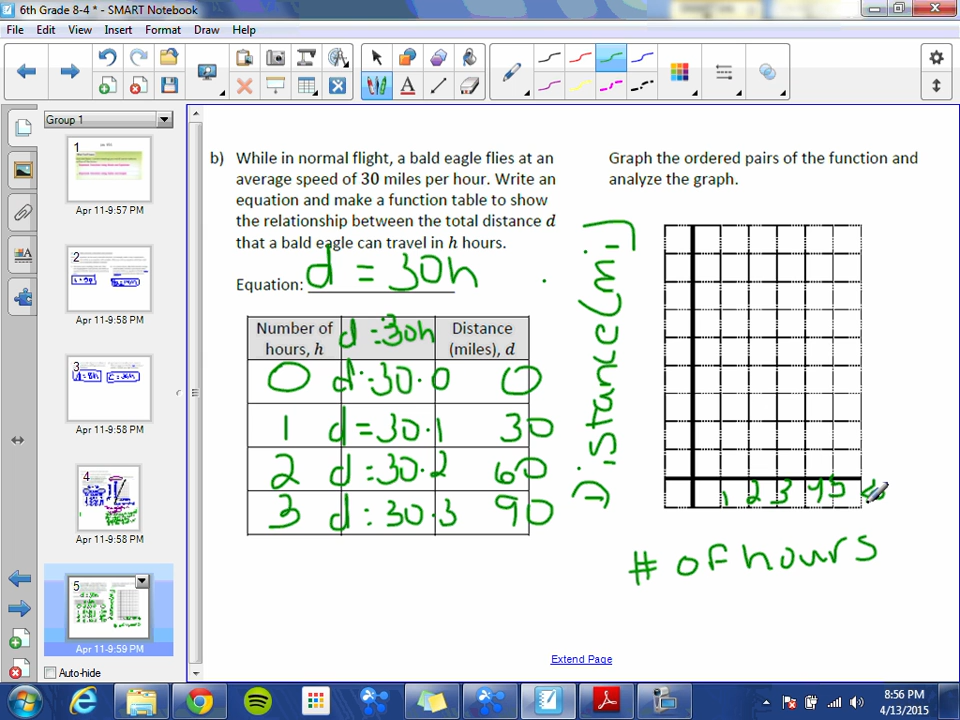 6th Grade 8-4 * - SMART Notebook
File Edit View Insert Format Draw Help
Group 1
1
Apr 11-9:57 PM
2
Apr 11-9:58 PM
3
Apr 11-9:58 PM
4
Apr 11-9:58 PM
5
Apr 11-9:59 PM
Auto-hide
b) While in normal flight, a bald eagle flies at an
average speed of 30 miles per hour. Write an
equation and make a function table to show
the relationship between the total distance d
that a bald eagle can travel in h hours.
Equation: d = 30h
Number of hours, h d = 30h Distance (miles), d
0 d = 30 · 0 0
1 d = 30 · 1 30
2 d = 30 · 2 60
3 d = 30 · 3 90
Graph the ordered pairs of the function and
analyze the graph.
Distance (mi)
1 2 3 4 5 6
# of hours
Extend Page
8:56 PM
4/13/2015